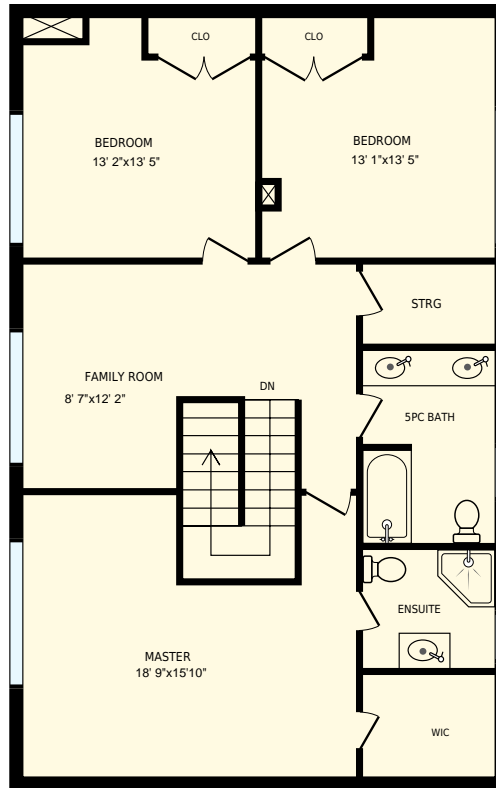 CLO
CLO
BEDROOM
13' 2"x13' 5"
BEDROOM
13' 1"x13' 5"
STRG
FAMILY ROOM
8' 7"x12' 2"
DN
5PC BATH
ENSUITE
MASTER
18' 9"x15'10"
WIC